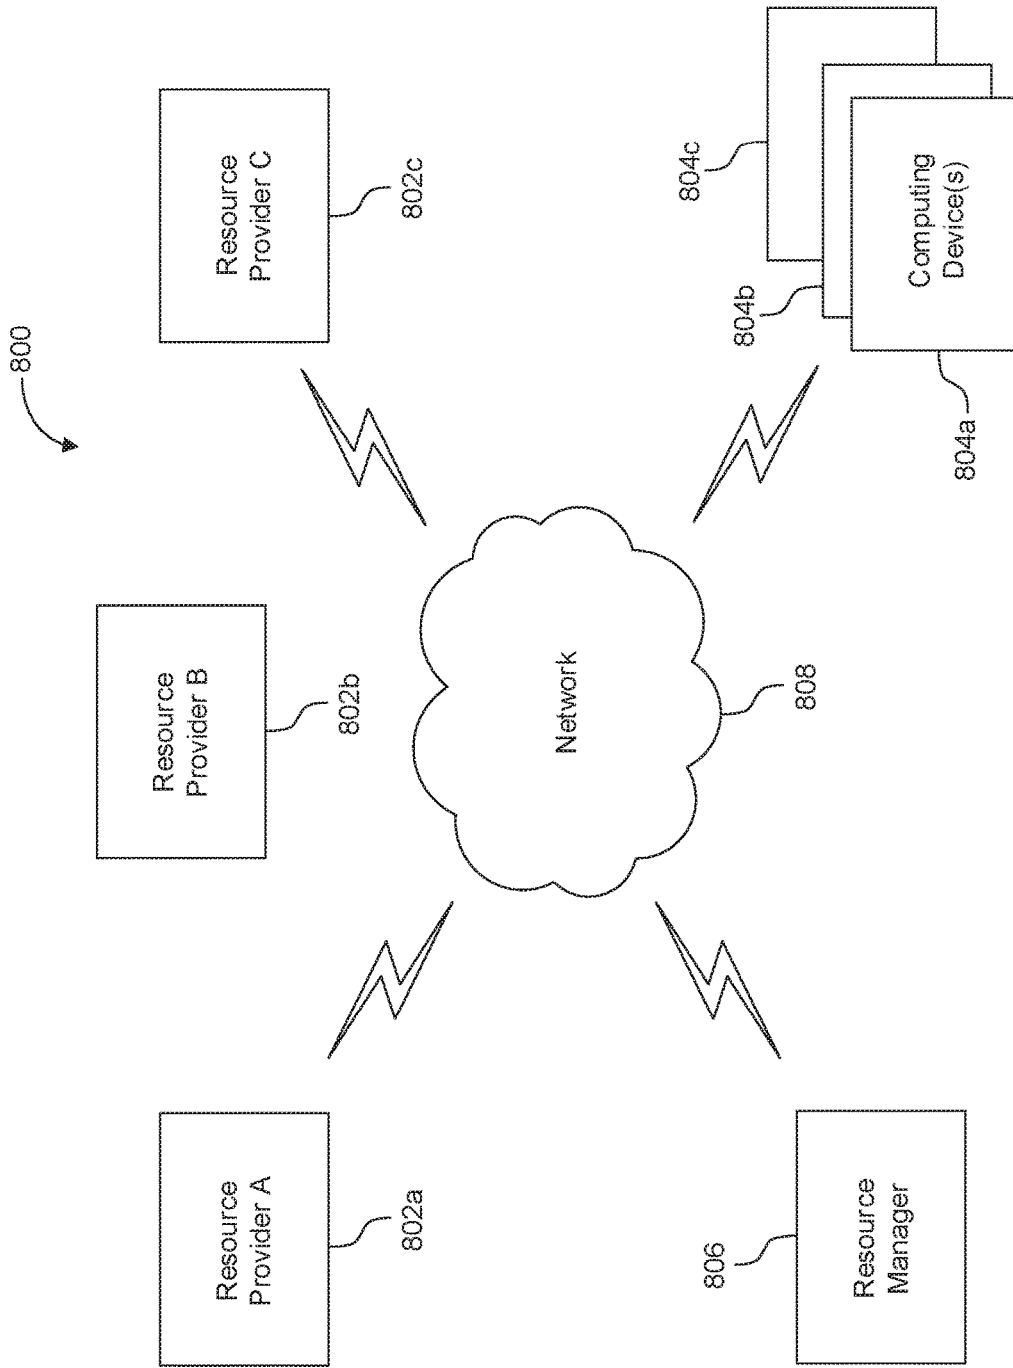 800
Resource
Provider A
802a
Resource
Provider B
802b
Resource
Provider C
802c
Network
808
806
Resource
Manager
804c
804b
Computing
Device(s)
804a